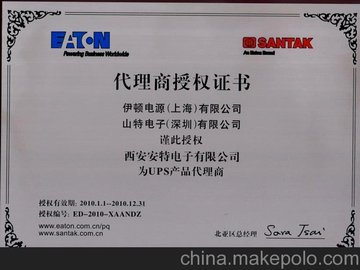 EATON
Powering Business Worldwide
SANTAK
An Eaton Brand
代理商授权证书
伊顿电源(上海)有限公司
山特电子(深圳)有限公司
谨此授权
西安安特电子有限公司
为UPS产品代理商
授权有效期: 2010.1.1--2010.12.31
授权编号: ED-2010-XAANDZ
www.eaton.com.cn/pq
www.santak.com.cn
北亚区总经理 Sara Tsai
china.makepolo.com